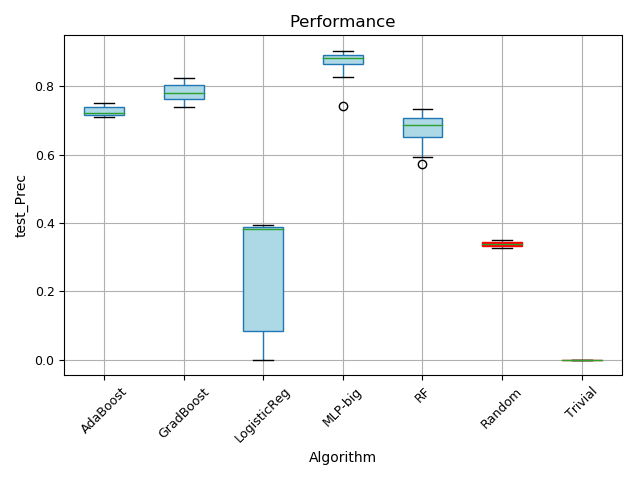 Performance
test_Prec
0.8
0.6
0.4
0.2
0.0
AdaBoost
GradBoost
LogisticReg
MLP-big
RF
Random
Trivial
Algorithm